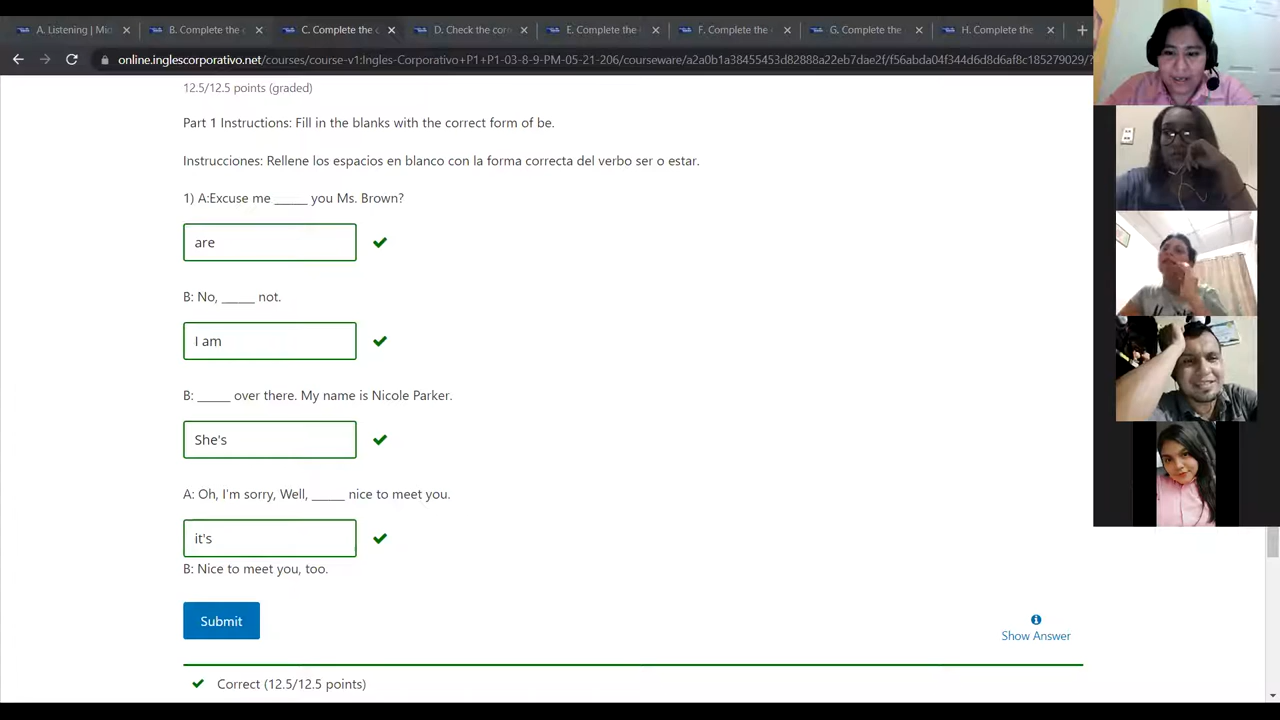 A. Listening | Mi
B. Complete the c
C. Complete the c
D. Check the cor
E. Complete the
F. Complete the
G. Complete the
H. Complete the
online.inglescorporativo.net/courses/course-v1:Ingles-Corporativo+P1+P1-03-8-9-PM-05-21-206/courseware/a2a0b1a38455453d82888a22eb7dae2f/f56abda04f344d6d8d6af8c185279029/?
12.5/12.5 points (graded)
Part 1 Instructions: Fill in the blanks with the correct form of be.
Instrucciones: Rellene los espacios en blanco con la forma correcta del verbo ser o estar.
1) A:Excuse me _____ you Ms. Brown?
are
B: No, _____ not.
I am
B: _____ over there. My name is Nicole Parker.
She's
A: Oh, I'm sorry, Well, _____ nice to meet you.
it's
B: Nice to meet you, too.
Submit
Show Answer
Correct (12.5/12.5 points)